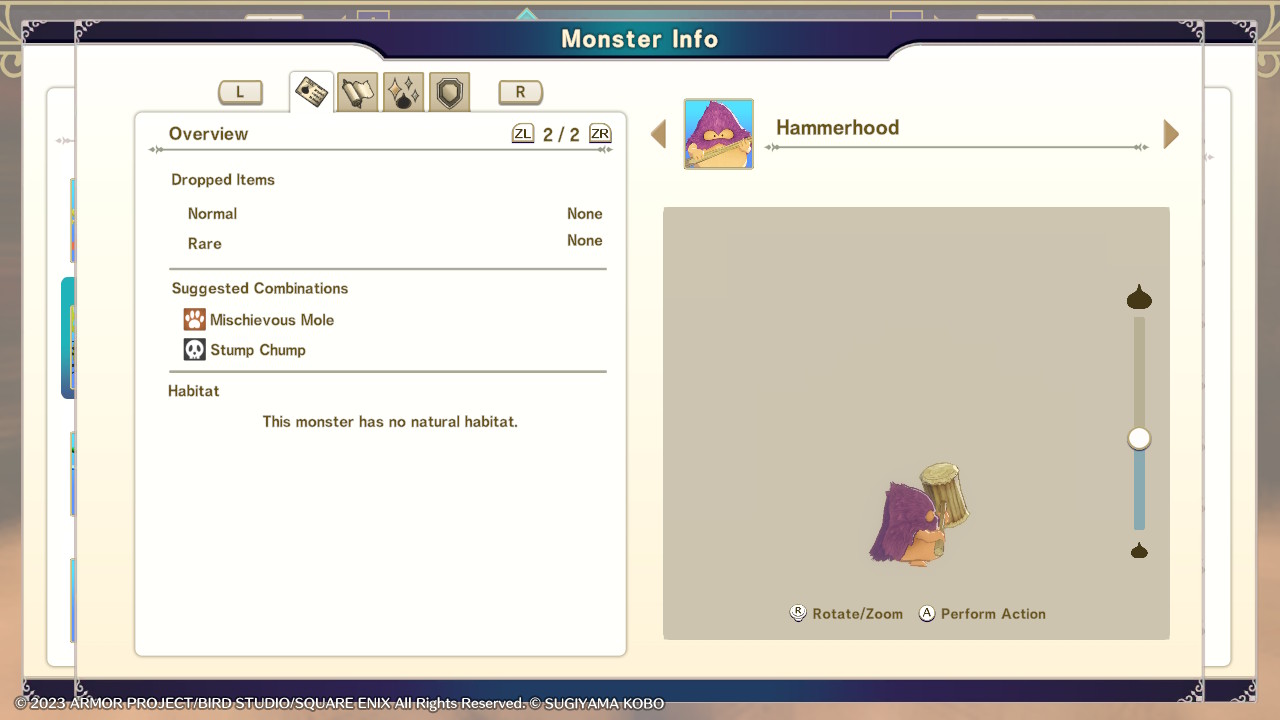 Monster Info
L
R
Overview
ZL 2 / 2 ZR
Hammerhood
Dropped Items
Normal None
Rare None
Suggested Combinations
Mischievous Mole
Stump Chump
Habitat
This monster has no natural habitat.
R Rotate/Zoom A Perform Action
© 2023 ARMOR PROJECT/BIRD STUDIO/SQUARE ENIX All Rights Reserved. © SUGIYAMA KOBO